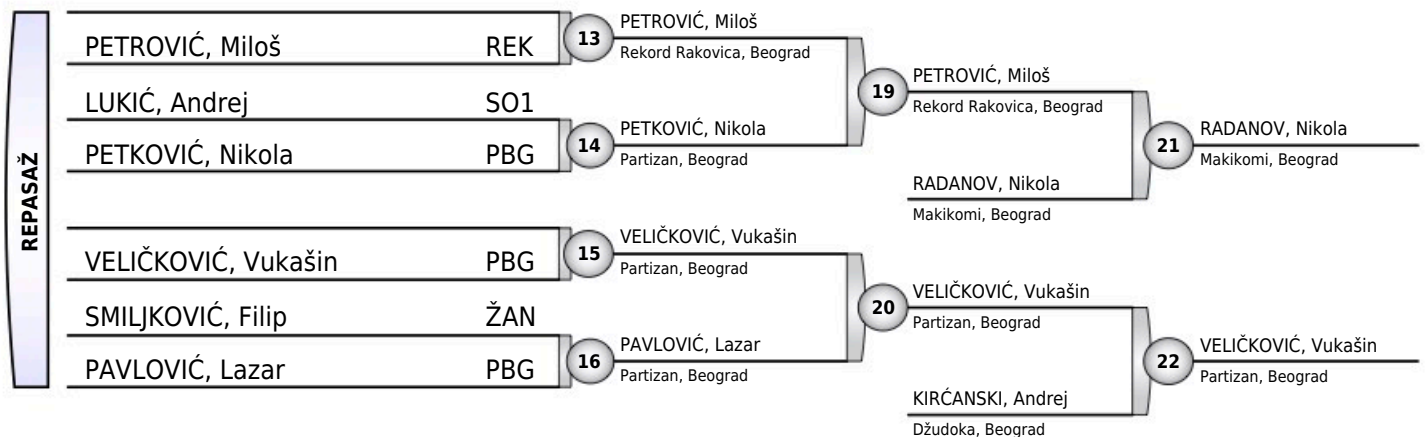 REPASAŽ
PETROVIĆ, Miloš REK
LUKIĆ, Andrej SO1
PETKOVIĆ, Nikola PBG
VELIČKOVIĆ, Vukašin PBG
SMILJKOVIĆ, Filip ŽAN
PAVLOVIĆ, Lazar PBG
13
PETROVIĆ, Miloš
Rekord Rakovica, Beograd
14
PETKOVIĆ, Nikola
Partizan, Beograd
15
VELIČKOVIĆ, Vukašin
Partizan, Beograd
16
PAVLOVIĆ, Lazar
Partizan, Beograd
19
PETROVIĆ, Miloš
Rekord Rakovica, Beograd
RADANOV, Nikola
Makikomi, Beograd
20
VELIČKOVIĆ, Vukašin
Partizan, Beograd
KIRĆANSKI, Andrej
Džudoka, Beograd
21
RADANOV, Nikola
Makikomi, Beograd
22
VELIČKOVIĆ, Vukašin
Partizan, Beograd